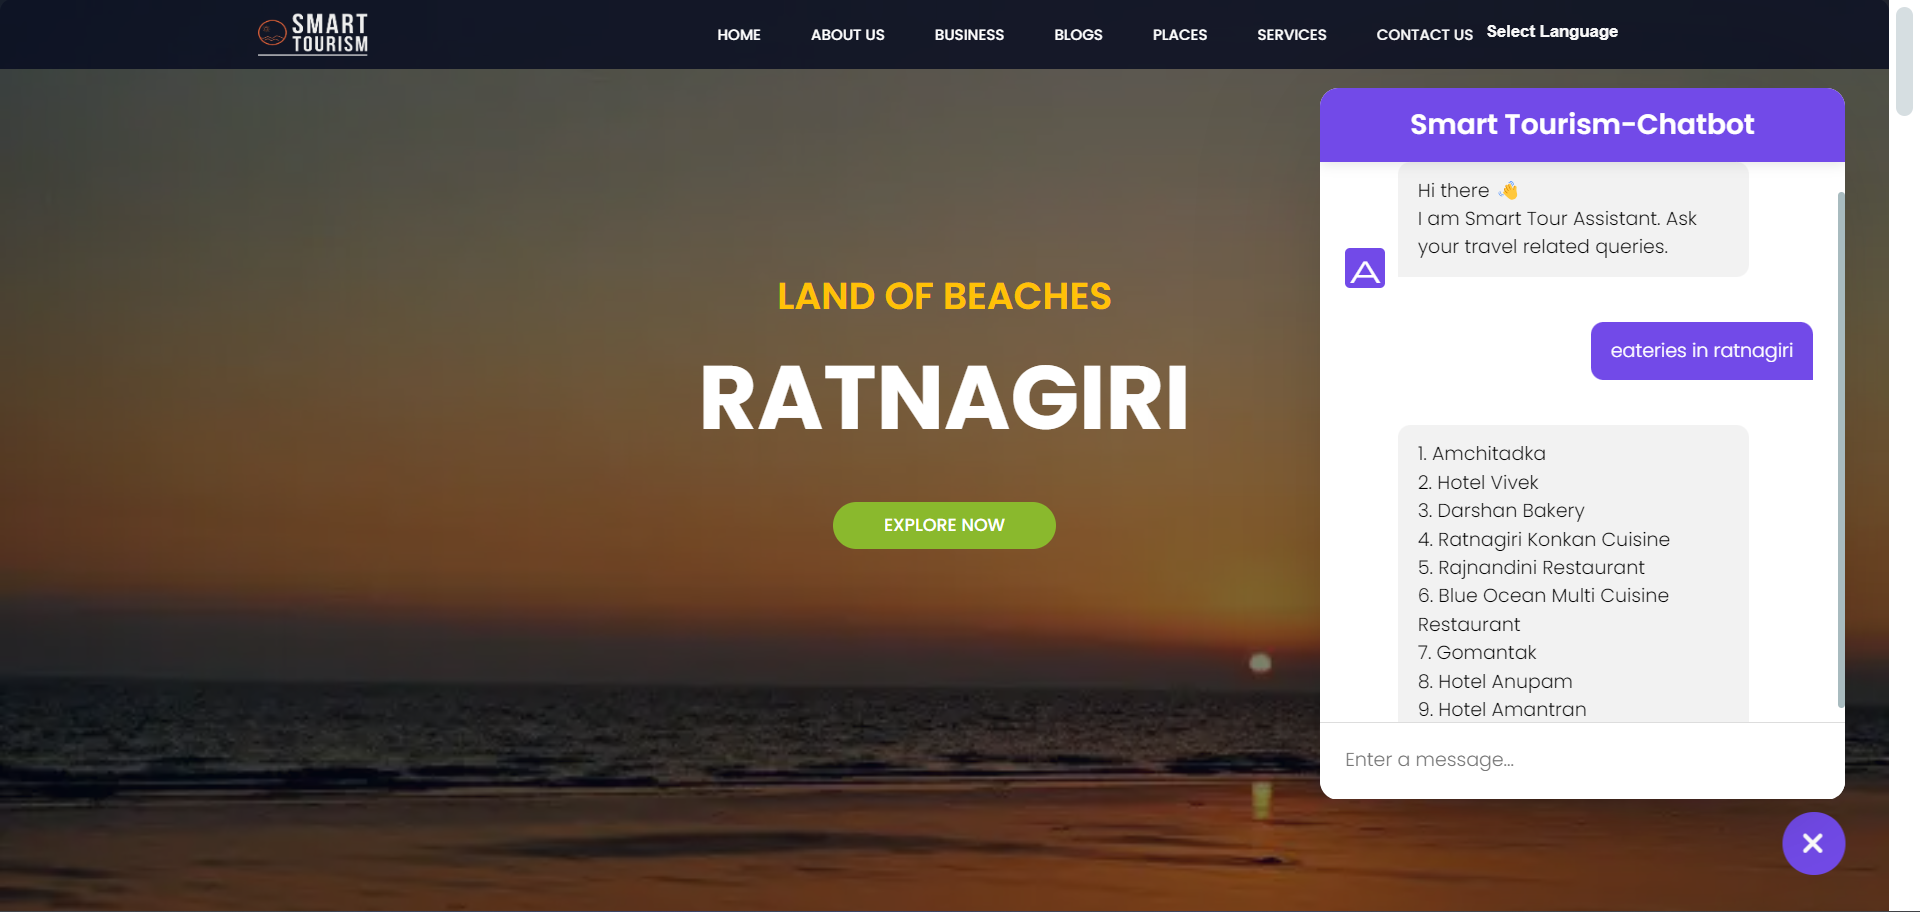 SMART
TOURISM
HOME ABOUT US BUSINESS BLOGS PLACES SERVICES CONTACT US Select Language
LAND OF BEACHES
RATNAGIRI
EXPLORE NOW
Smart Tourism-Chatbot
Hi there 👋
I am Smart Tour Assistant. Ask
your travel related queries.
eateries in ratnagiri
1. Amchitadka
2. Hotel Vivek
3. Darshan Bakery
4. Ratnagiri Konkan Cuisine
5. Rajnandini Restaurant
6. Blue Ocean Multi Cuisine
Restaurant
7. Gomantak
8. Hotel Anupam
9. Hotel Amantran
Enter a message...